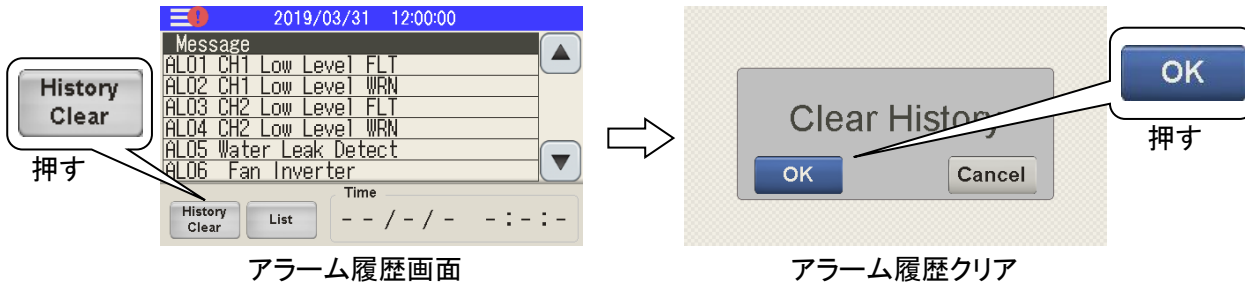 2019/03/31 12:00:00
Message
AL01 CH1 Low Level FLT
AL02 CH1 Low Level WRN
AL03 CH2 Low Level FLT
AL04 CH2 Low Level WRN
AL05 Water Leak Detect
AL06 Fan Inverter
History
Clear
List
Time
--/-/- -:-:-
History
Clear
押す
アラーム履歴画面
Clear History
OK
Cancel
OK
押す
アラーム履歴クリア